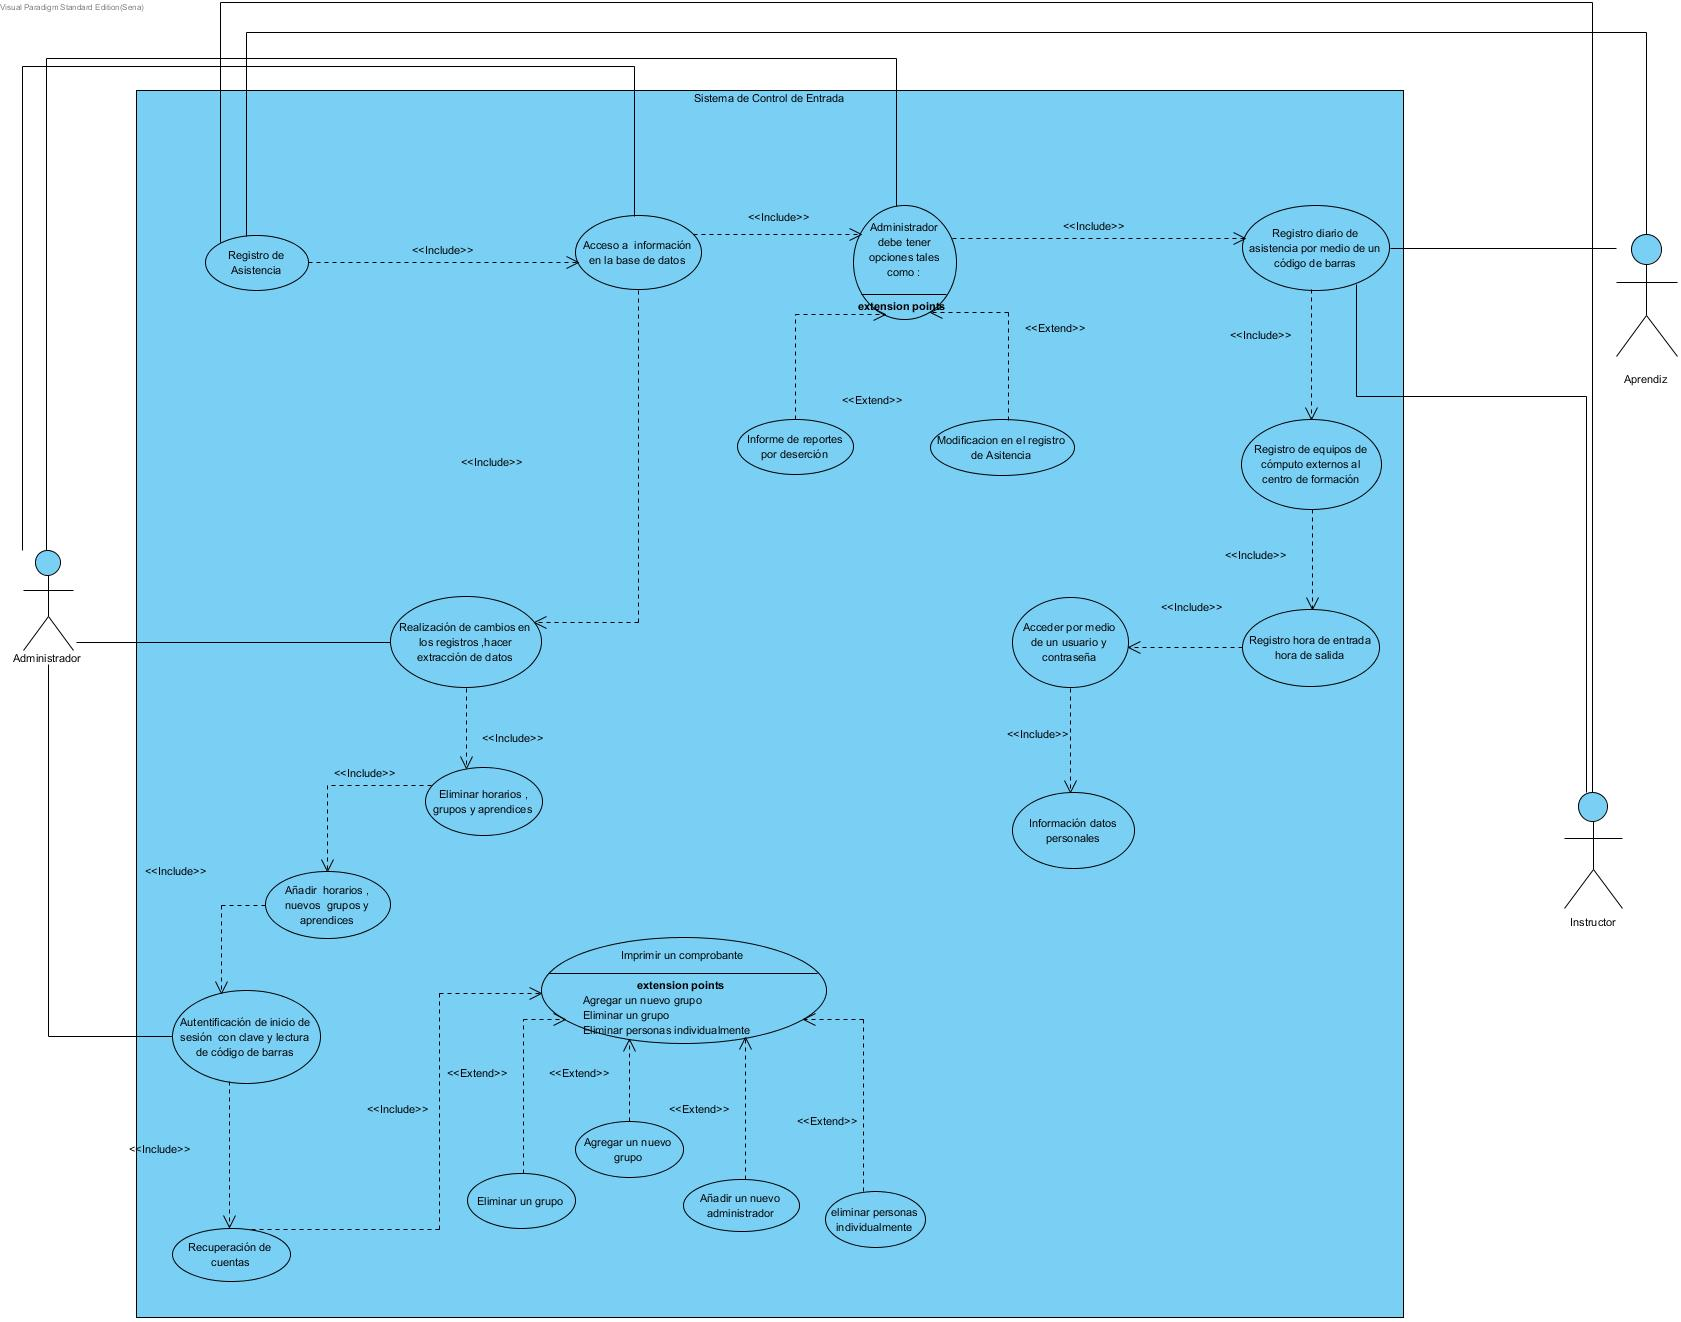 Visual Paradigm Standard Edition(Sena)
Sistema de Control de Entrada
Registro de
Asistencia
<<Include>>
Acceso a información
en la base de datos
<<Include>>
Administrador
debe tener
opciones tales
como :
extension points
<<Include>>
Registro diario de
asistencia por medio de un
código de barras
Aprendiz
<<Include>>
<<Extend>>
<<Extend>>
Informe de reportes
por deserción
Modificacion en el registro
de Asitencia
Registro de equipos de
cómputo externos al
centro de formación
<<Include>>
<<Include>>
<<Include>>
Administrador
Realización de cambios en
los registros ,hacer
extracción de datos
Acceder por medio
de un usuario y
contraseña
Registro hora de entrada
hora de salida
<<Include>>
<<Include>>
<<Include>>
Eliminar horarios ,
grupos y aprendices
Información datos
personales
<<Include>>
Añadir horarios ,
nuevos grupos y
aprendices
Instructor
Imprimir un comprobante
extension points
Agregar un nuevo grupo
Eliminar un grupo
Eliminar personas individualmente
Autentificación de inicio de
sesión con clave y lectura
de código de barras
<<Extend>>
<<Extend>>
<<Include>>
<<Extend>>
<<Extend>>
<<Include>>
Agregar un nuevo
grupo
Eliminar un grupo
Añadir un nuevo
administrador
eliminar personas
individualmente
Recuperación de
cuentas